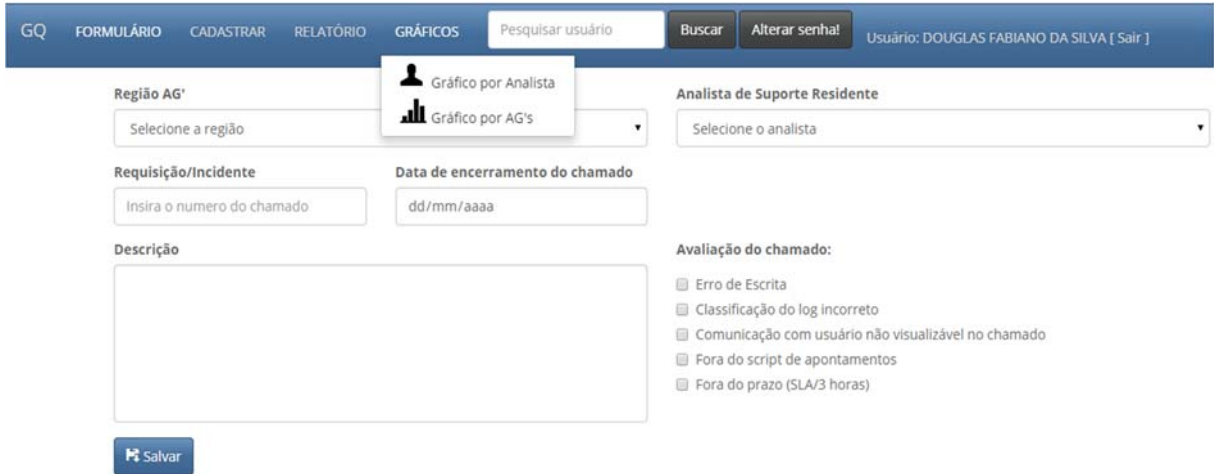 GQ FORMULÁRIO CADASTRAR RELATÓRIO GRÁFICOS Pesquisar usuário Buscar Alterar senha! Usuário: DOUGLAS FABIANO DA SILVA [ Sair ]
Gráfico por Analista
Gráfico por AG's
Região AG'
Selecione a região
Analista de Suporte Residente
Selecione o analista
Requisição/Incidente
Insira o numero do chamado
Data de encerramento do chamado
dd/mm/aaaa
Descrição
Avaliação do chamado:
Erro de Escrita
Classificação do log incorreto
Comunicação com usuário não visualizável no chamado
Fora do script de apontamentos
Fora do prazo (SLA/3 horas)
Salvar